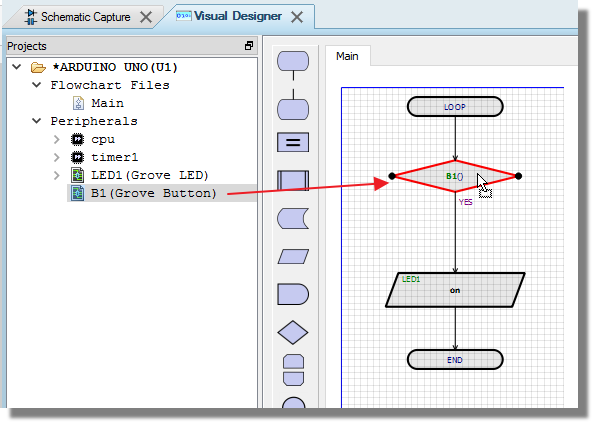 Schematic Capture
Visual Designer
Projects
*ARDUINO UNO(U1)
Flowchart Files
Main
Peripherals
cpu
timer1
LED1(Grove LED)
B1(Grove Button)
Main
LOOP
B1()
YES
LED1
on
END